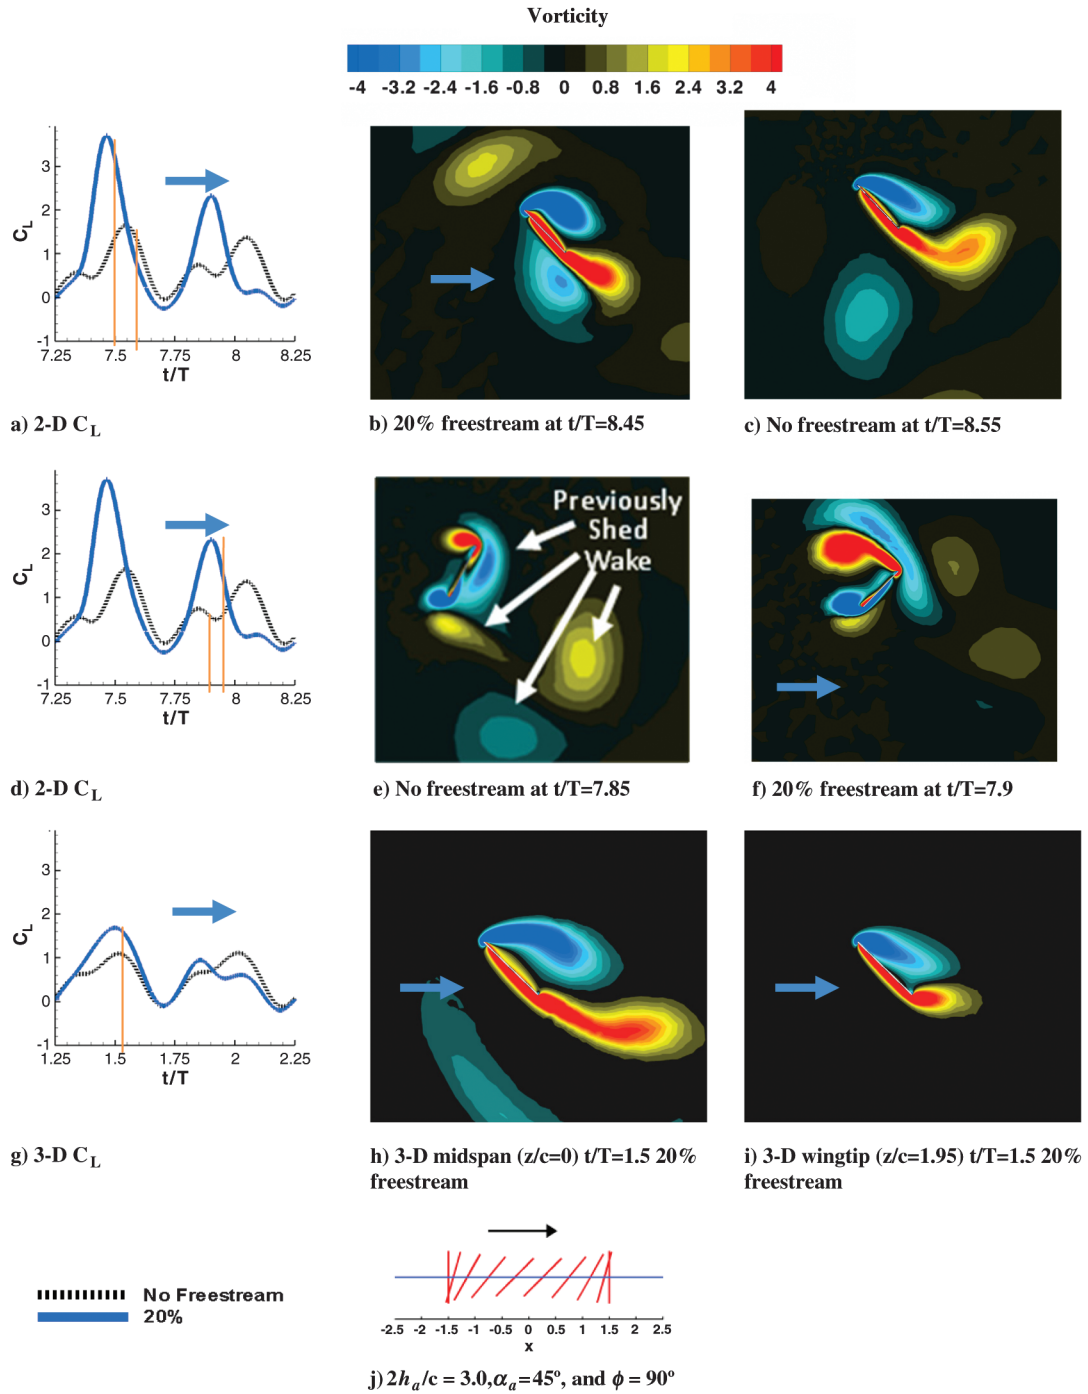 Vorticity
-4 -3.2 -2.4 -1.6 -0.8 0 0.8 1.6 2.4 3.2 4
3
2
1
0
-1
C_L
7.25 7.5 7.75 8 8.25
t/T
a) 2-D C_L
b) 20% freestream at t/T=8.45
c) No freestream at t/T=8.55
3
2
1
0
-1
C_L
7.25 7.5 7.75 8 8.25
t/T
Previously
Shed
Wake
d) 2-D C_L
e) No freestream at t/T=7.85
f) 20% freestream at t/T=7.9
3
2
1
0
-1
C_L
1.25 1.5 1.75 2 2.25
t/T
g) 3-D C_L
h) 3-D midspan (z/c=0) t/T=1.5 20%
freestream
i) 3-D wingtip (z/c=1.95) t/T=1.5 20%
freestream
No Freestream
20%
-2.5 -2 -1.5 -1 -0.5 0 0.5 1 1.5 2 2.5
x
j) 2h_a/c = 3.0,α_a=45º, and ϕ = 90º